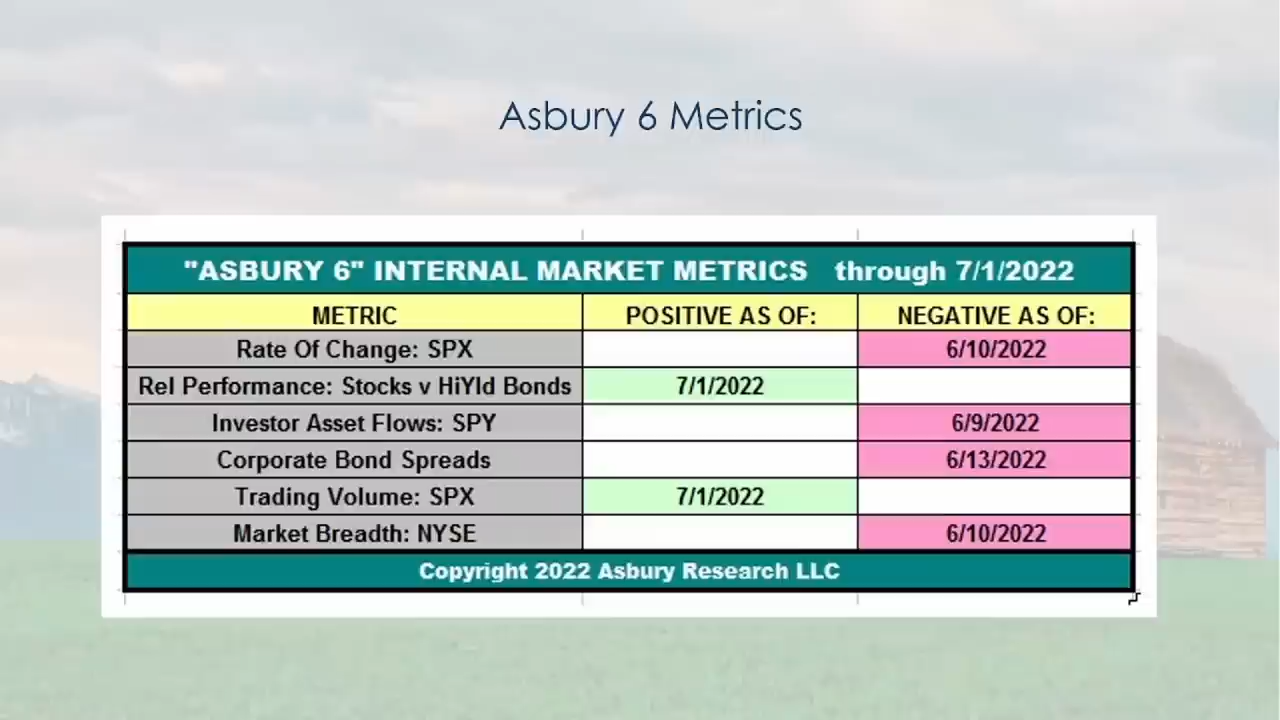 Asbury 6 Metrics
"ASBURY 6" INTERNAL MARKET METRICS through 7/1/2022
METRIC POSITIVE AS OF: NEGATIVE AS OF:
Rate Of Change: SPX 6/10/2022
Rel Performance: Stocks v HiYld Bonds 7/1/2022
Investor Asset Flows: SPY 6/9/2022
Corporate Bond Spreads 6/13/2022
Trading Volume: SPX 7/1/2022
Market Breadth: NYSE 6/10/2022
Copyright 2022 Asbury Research LLC